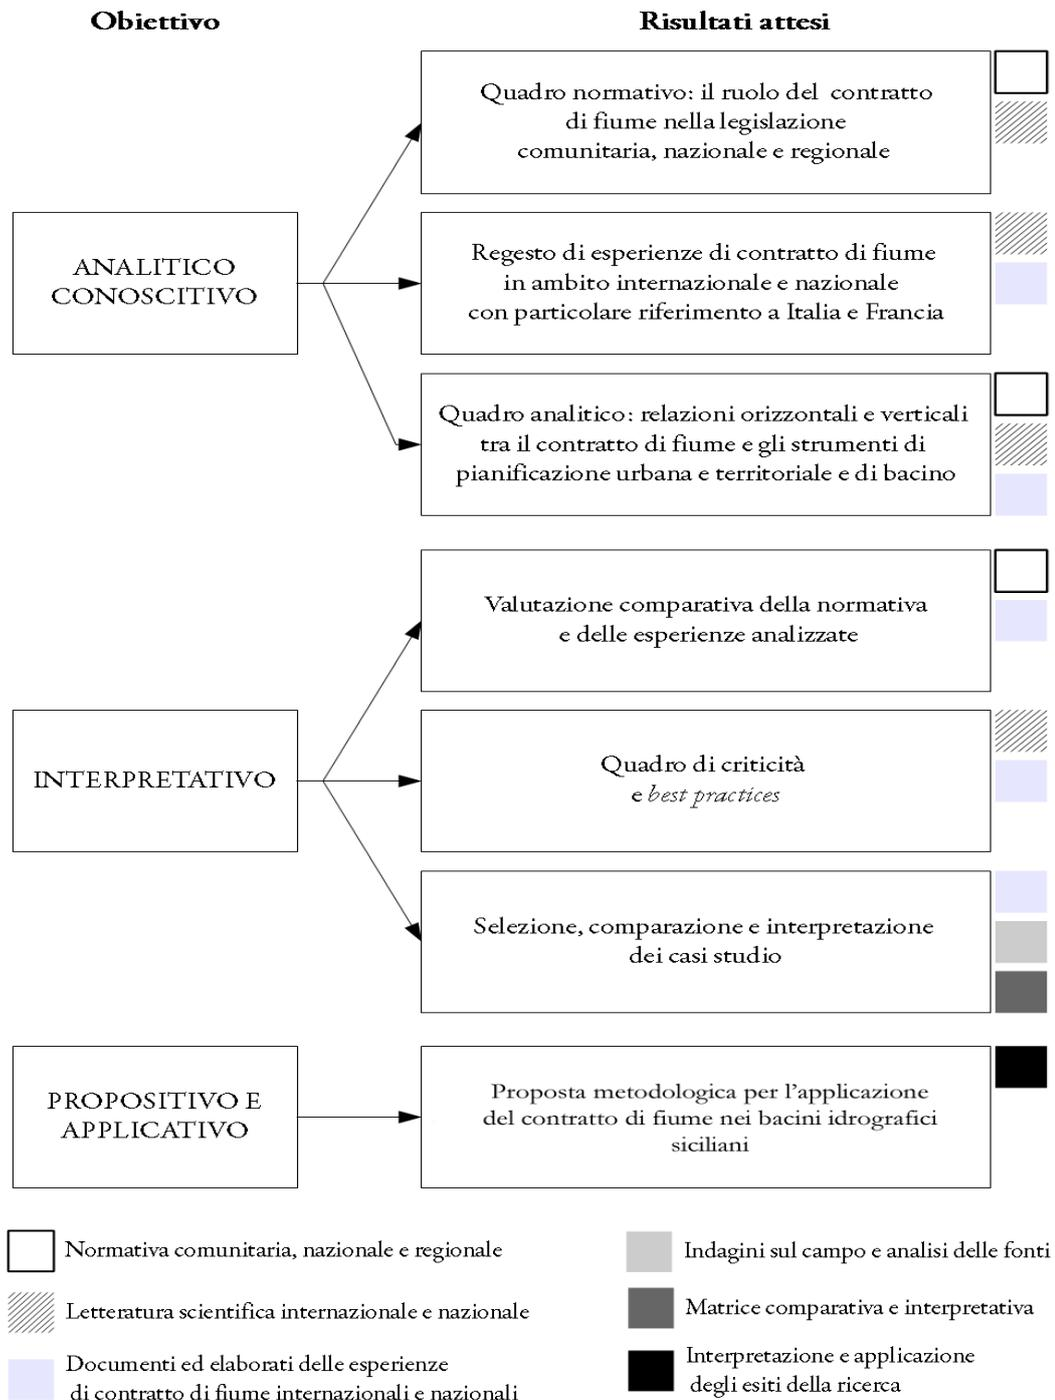 Obiettivo
Risultati attesi
ANALITICO
CONOSCITIVO
Quadro normativo: il ruolo del contratto
di fiume nella legislazione
comunitaria, nazionale e regionale
Regesto di esperienze di contratto di fiume
in ambito internazionale e nazionale
con particolare riferimento a Italia e Francia
Quadro analitico: relazioni orizzontali e verticali
tra il contratto di fiume e gli strumenti di
pianificazione urbana e territoriale e di bacino
INTERPRETATIVO
Valutazione comparativa della normativa
e delle esperienze analizzate
Quadro di criticità
e best practices
Selezione, comparazione e interpretazione
dei casi studio
PROPOSITIVO E
APPLICATIVO
Proposta metodologica per l'applicazione
del contratto di fiume nei bacini idrografici
siciliani
Normativa comunitaria, nazionale e regionale
Letteratura scientifica internazionale e nazionale
Documenti ed elaborati delle esperienze
di contratto di fiume internazionali e nazionali
Indagini sul campo e analisi delle fonti
Matrice comparativa e interpretativa
Interpretazione e applicazione
degli esiti della ricerca